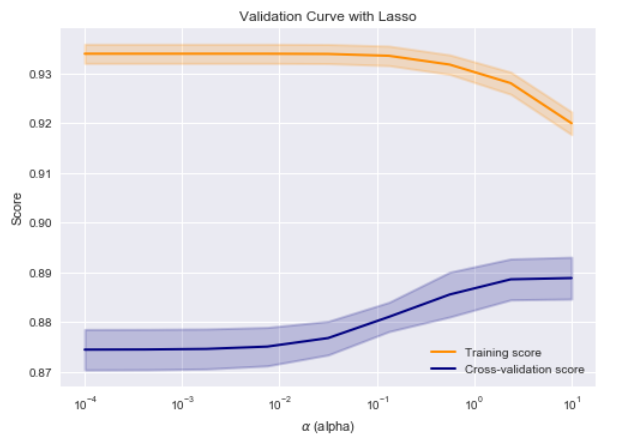 Validation Curve with Lasso
Score
0.93
0.92
0.91
0.90
0.89
0.88
0.87
Training score
Cross-validation score
10⁻⁴
10⁻³
10⁻²
10⁻¹
10⁰
10¹
α (alpha)